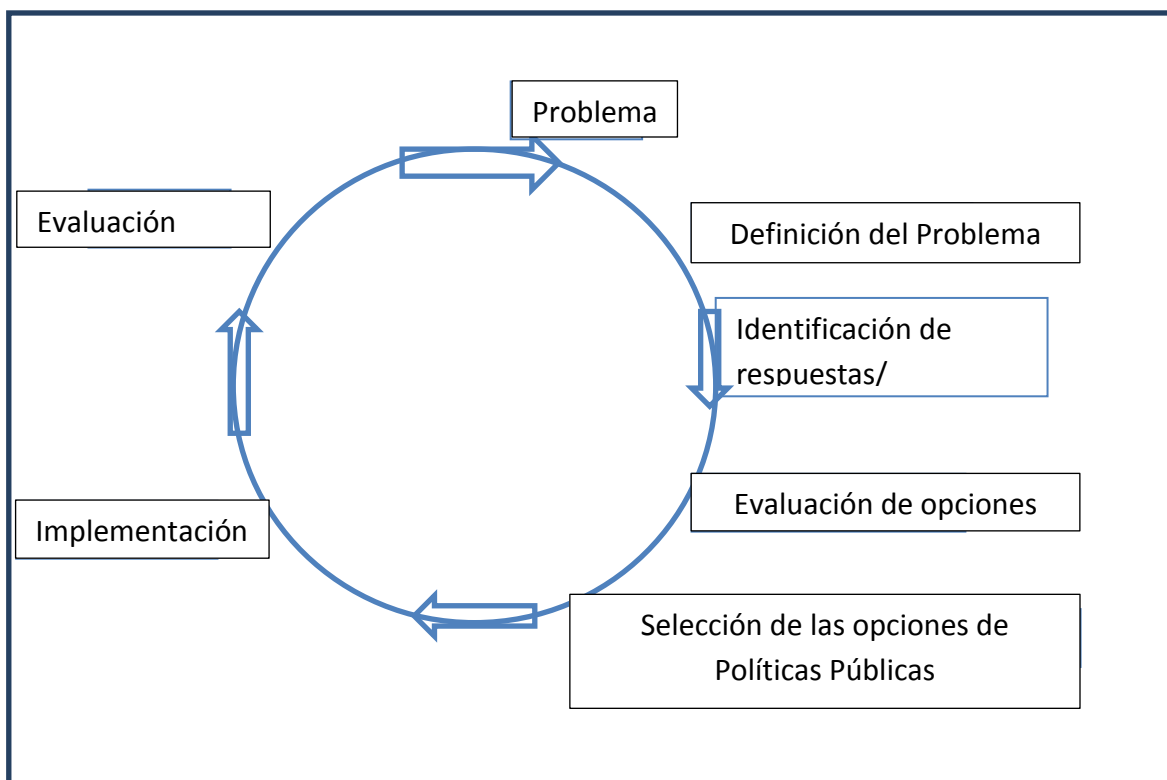 Problema
Definición del Problema
Identificación de
respuestas/
Evaluación de opciones
Selección de las opciones de
Políticas Públicas
Implementación
Evaluación